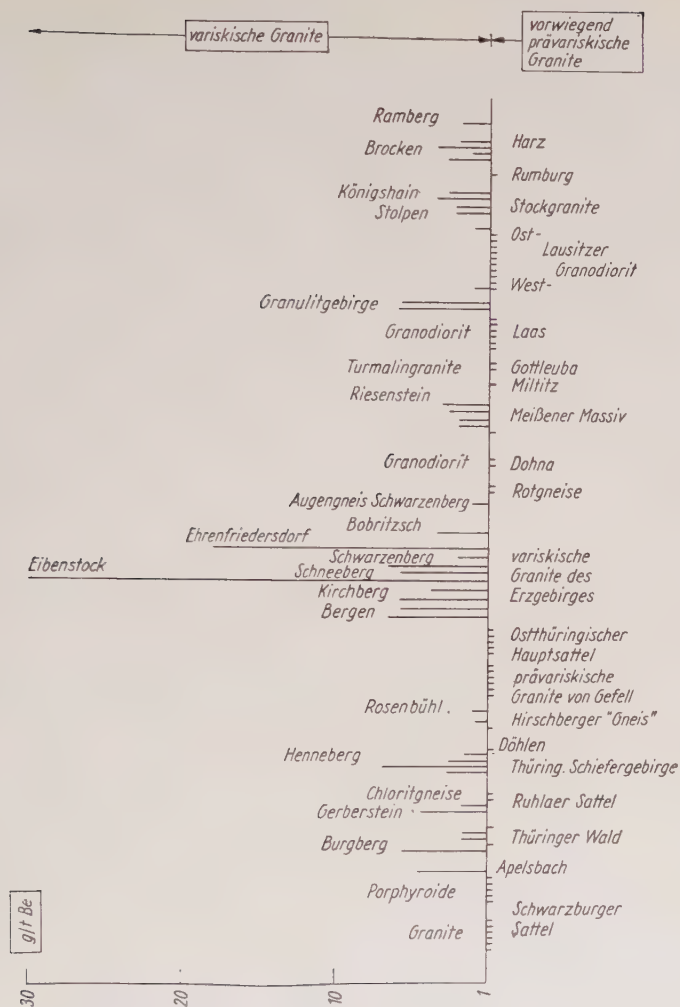 variskische Granite
vorwiegend
prävariskische
Granite
Ramberg
Harz
Brocken
Rumburg
Königshain
Stockgranite
Stolpen
Ost-
Lausitzer
Granodiorit
West-
Granulitgebirge
Granodiorit Laas
Turmalingranite Gottleuba
Miltitz
Riesenstein
Meißener Massiv
Granodiorit Dohna
Rotgneise
Augengneis Schwarzenberg
Bobritzsch
Ehrenfriedersdorf
Schwarzenberg variskische
Eibenstock
Schneeberg Granite des
Kirchberg Erzgebirges
Bergen
Ostthüringischer
Hauptsattel
prävariskische
Granite von Gefell
Rosenbühl
Hirschberger "Gneis"
Döhlen
Henneberg
Thüring. Schiefergebirge
Chloritgneise
Ruhlaer Sattel
Gerberstein
Thüringer Wald
Burgberg
Apelsbach
Porphyroide
Schwarzburger
Granite Sattel
g/t Be
30 20 10 1